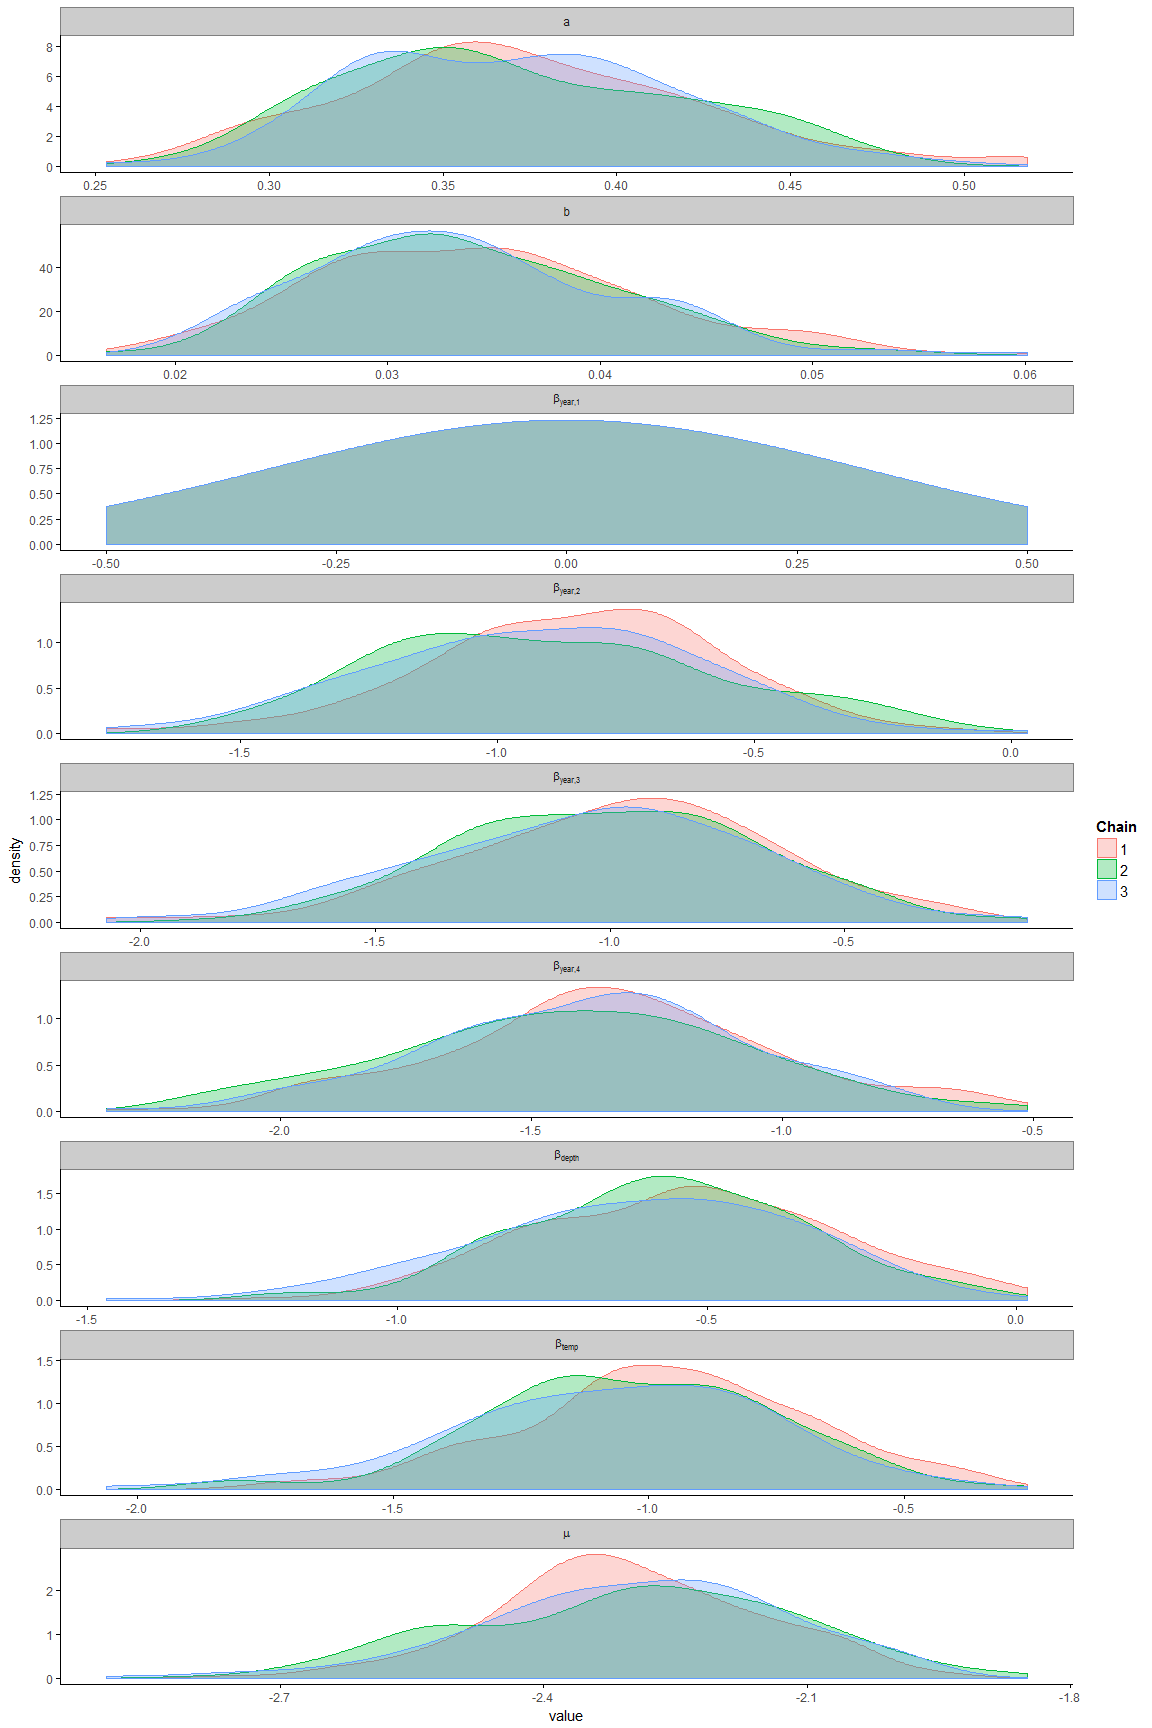 a
8
6
4
2
0
0.25 0.30 0.35 0.40 0.45 0.50
b
40
20
0
0.02 0.03 0.04 0.05 0.06
βyear,1
1.25
1.00
0.75
0.50
0.25
0.00
-0.50 -0.25 0.00 0.25 0.50
βyear,2
1.0
0.5
0.0
-1.5 -1.0 -0.5 0.0
βyear,3
1.25
1.00
0.75
0.50
0.25
0.00
-2.0 -1.5 -1.0 -0.5
βyear,4
1.0
0.5
0.0
-2.0 -1.5 -1.0 -0.5
βdepth
1.5
1.0
0.5
0.0
-1.5 -1.0 -0.5 0.0
βtemp
1.5
1.0
0.5
0.0
-2.0 -1.5 -1.0 -0.5
μ
2
1
0
-2.7 -2.4 -2.1 -1.8
value
density
Chain
1
2
3